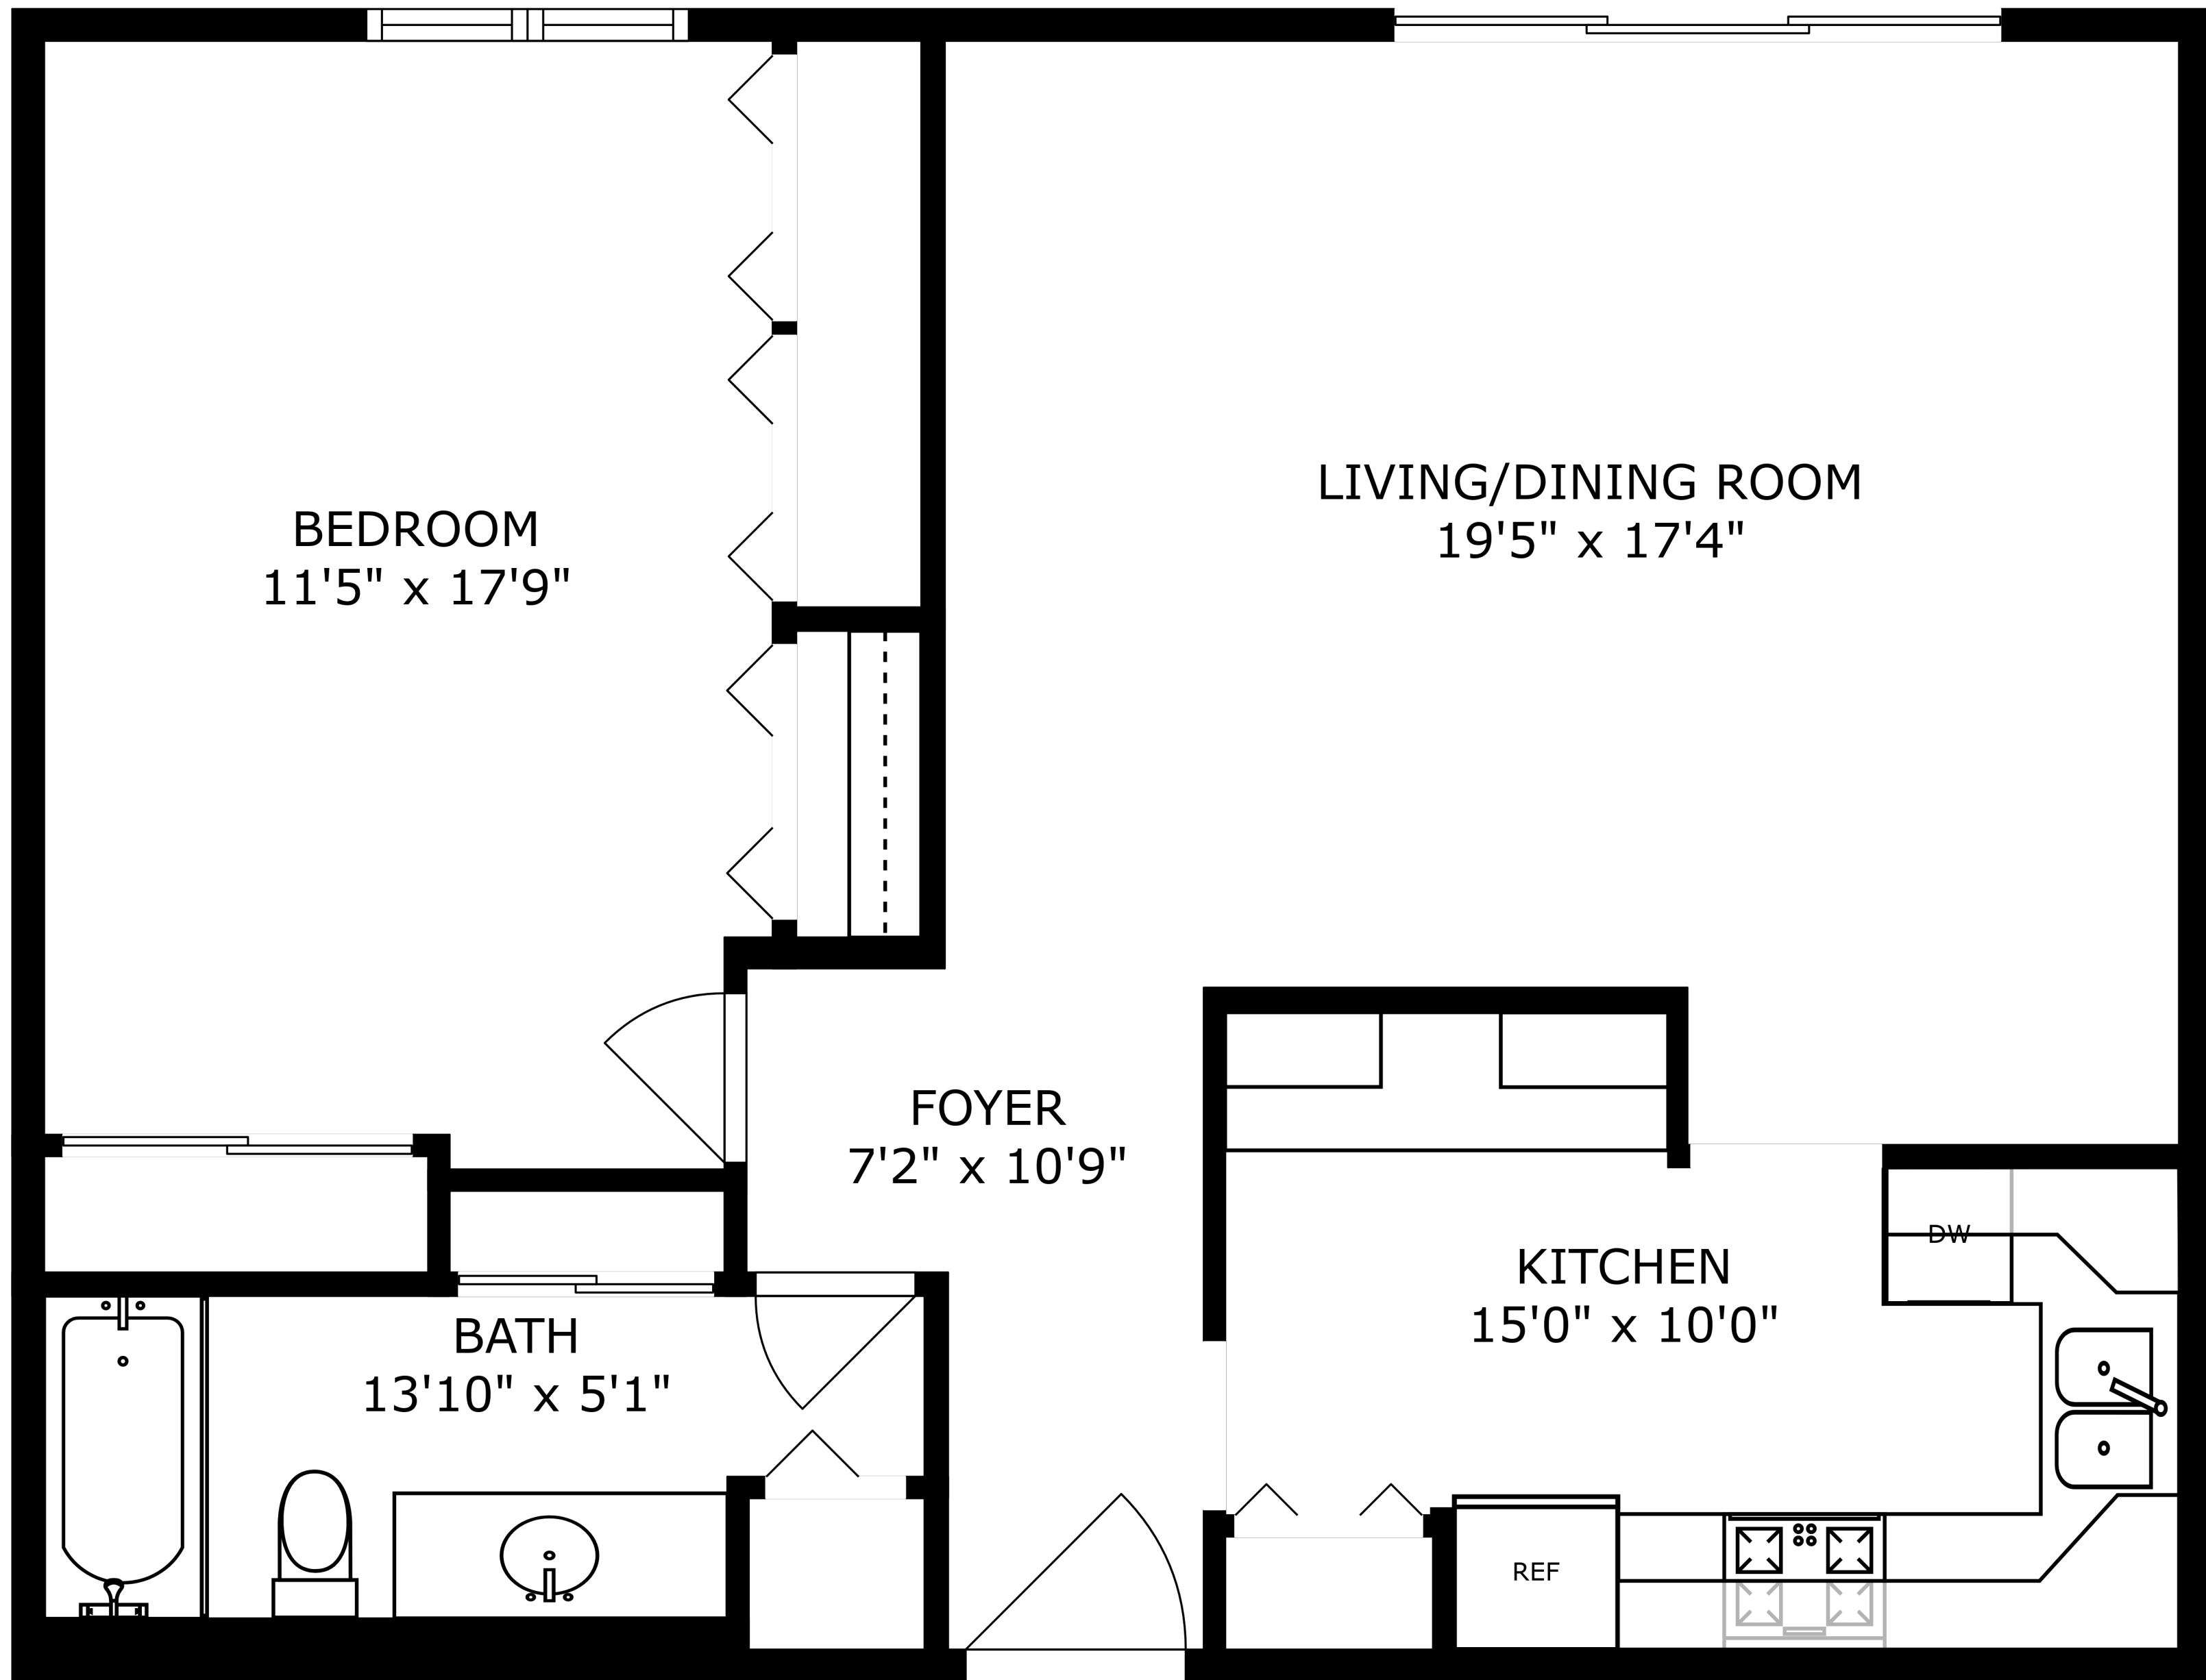 LIVING/DINING ROOM
19'5" x 17'4"
BEDROOM
11'5" x 17'9"
FOYER
7'2" x 10'9"
DW
KITCHEN
15'0" x 10'0"
BATH
13'10" x 5'1"
REF